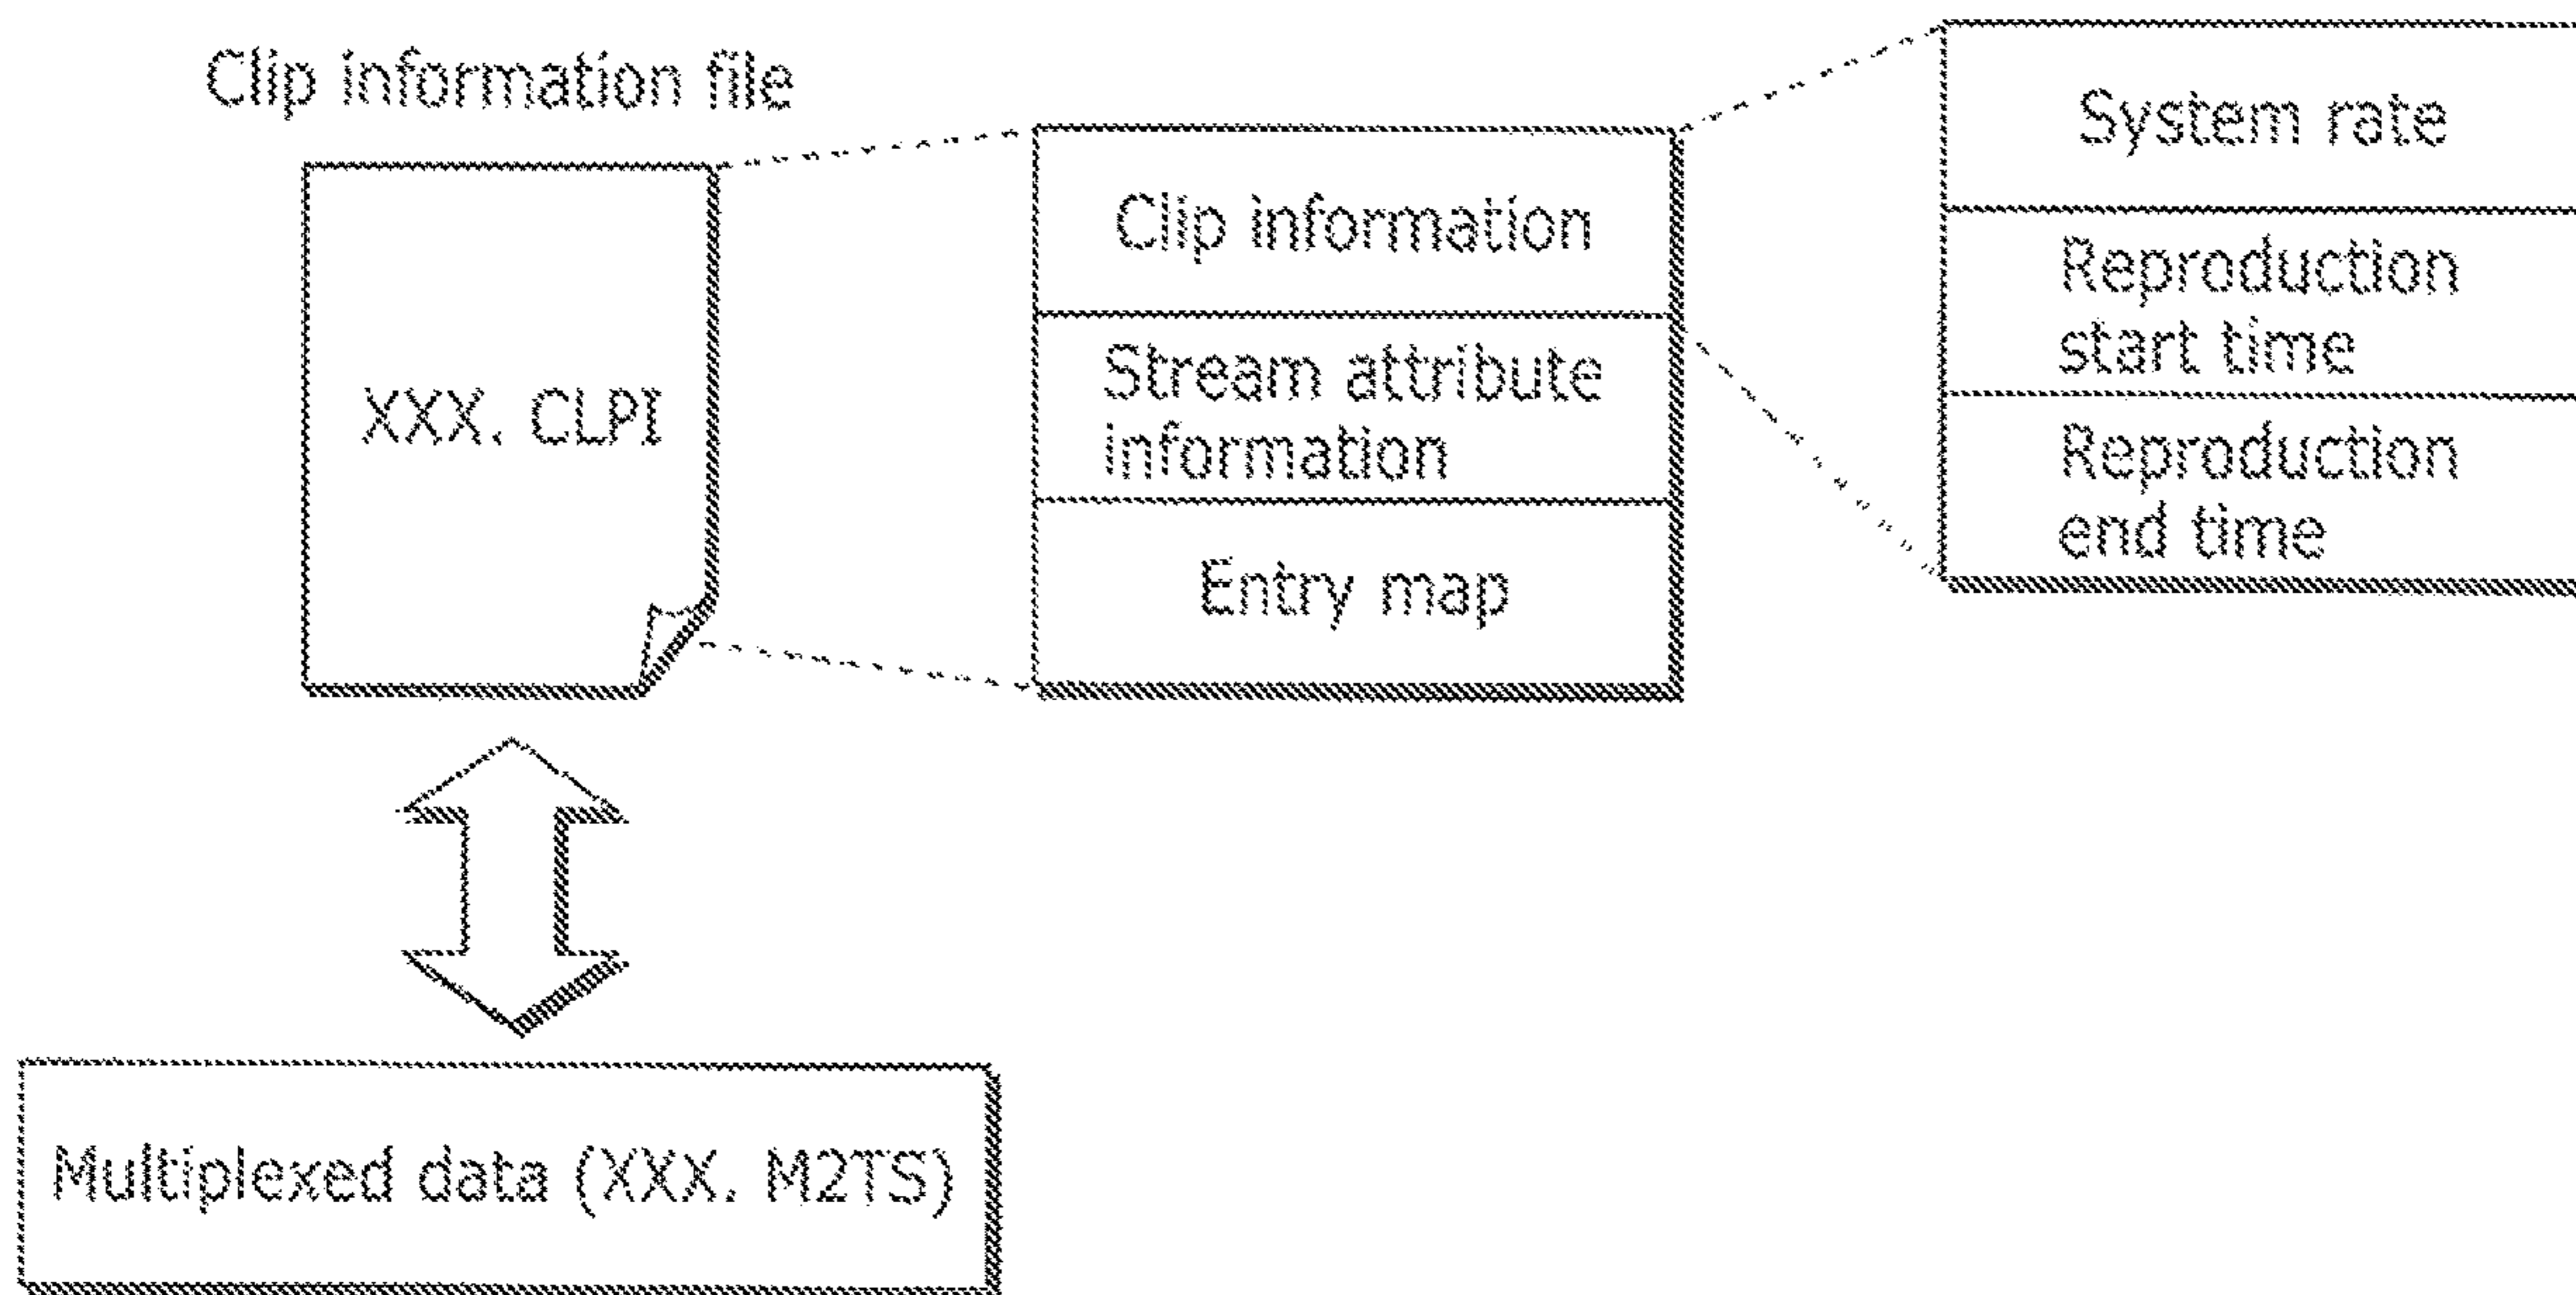 Clip information file
XXX. CLPI
Clip information
Stream attribute
information
Entry map
System rate
Reproduction
start time
Reproduction
end time
Multiplexed data (XXX. M2TS)